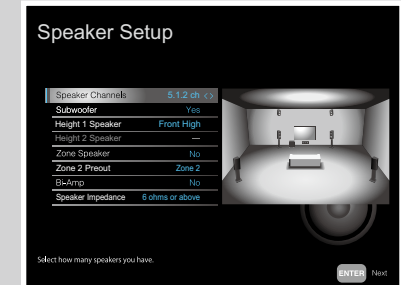 Speaker Setup
Speaker Channels 5.1.2 ch <>
Subwoofer Yes
Height 1 Speaker Front High
Height 2 Speaker ---
Zone Speaker No
Zone 2 Preout Zone 2
Bi-Amp No
Speaker Impedance 6 ohms or above
Select how many speakers you have.
ENTER Next